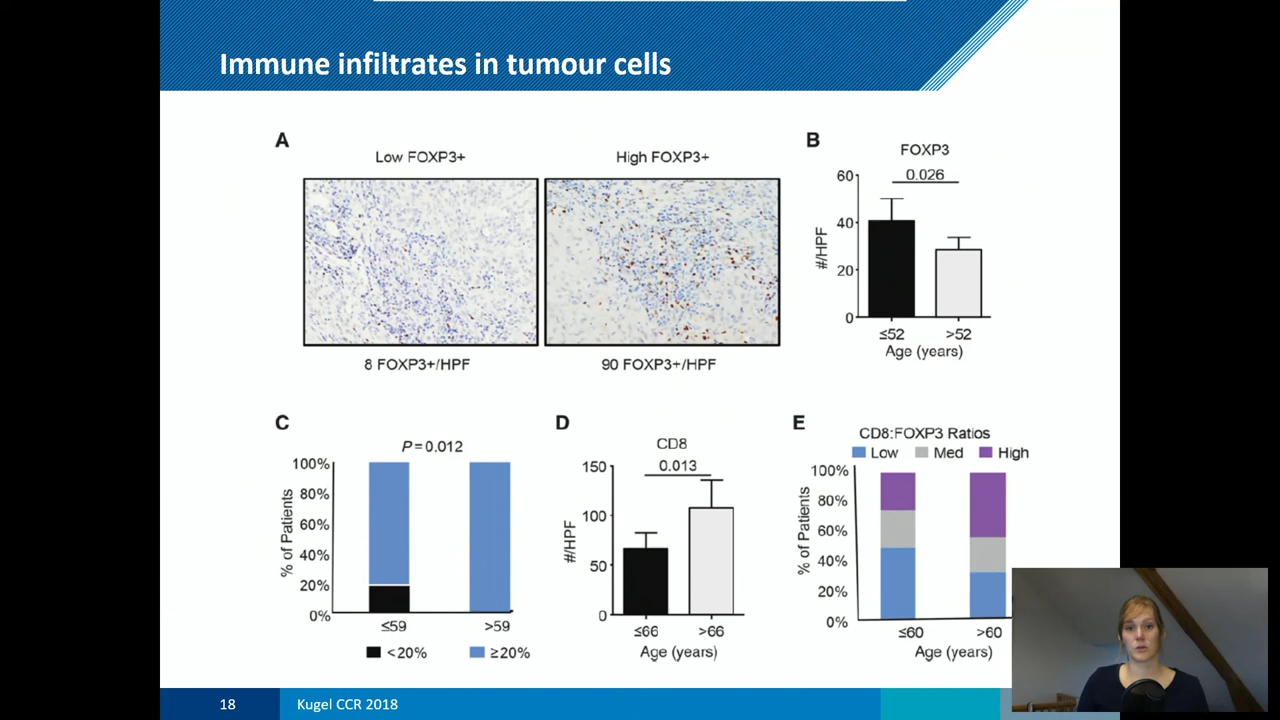 Immune infiltrates in tumour cells
A
Low FOXP3+
High FOXP3+
8 FOXP3+/HPF
90 FOXP3+/HPF
B
FOXP3
0.026
60
40
20
0
#/HPF
≤52
>52
Age (years)
C
P=0.012
100%
80%
60%
40%
20%
0%
% of Patients
≤59
>59
<20%
≥20%
D
CD8
0.013
150
100
50
0
#/HPF
≤66
>66
Age (years)
E
CD8:FOXP3 Ratios
Low
Med
High
100%
80%
60%
40%
20%
0%
% of Patients
≤60
>60
Age (years)
18
Kugel CCR 2018